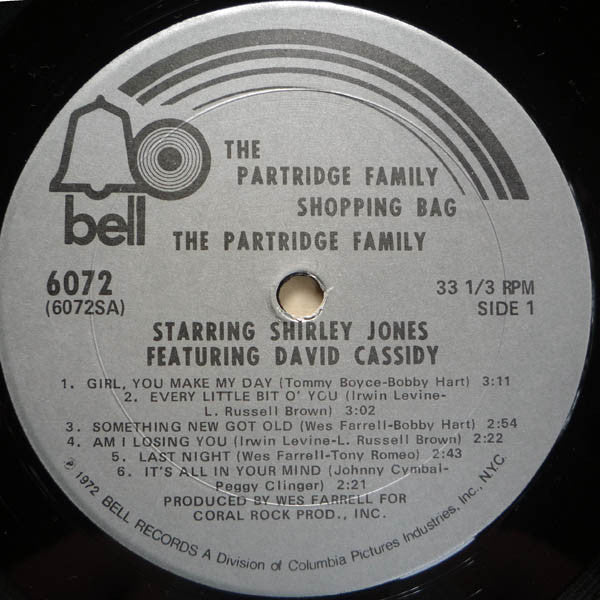 THE
PARTRIDGE FAMILY
SHOPPING BAG
THE PARTRIDGE FAMILY
bell
6072
(6072SA)
33 1/3 RPM
SIDE 1
STARRING SHIRLEY JONES
FEATURING DAVID CASSIDY
1. GIRL, YOU MAKE MY DAY (Tommy Boyce-Bobby Hart) 3:11
2. EVERY LITTLE BIT O' YOU (Irwin Levine-
L. Russell Brown) 3:02
3. SOMETHING NEW GOT OLD (Wes Farrell-Bobby Hart) 2:54
4. AM I LOSING YOU (Irwin Levine-L. Russell Brown) 2:22
5. LAST NIGHT (Wes Farrell-Tony Romeo) 2:43
6. IT'S ALL IN YOUR MIND (Johnny Cymbal-
Peggy Clinger) 2:21
PRODUCED BY WES FARRELL FOR
CORAL ROCK PROD., INC.
℗ 1972 BELL RECORDS A Division of Columbia Pictures Industries, Inc., N.Y.C.